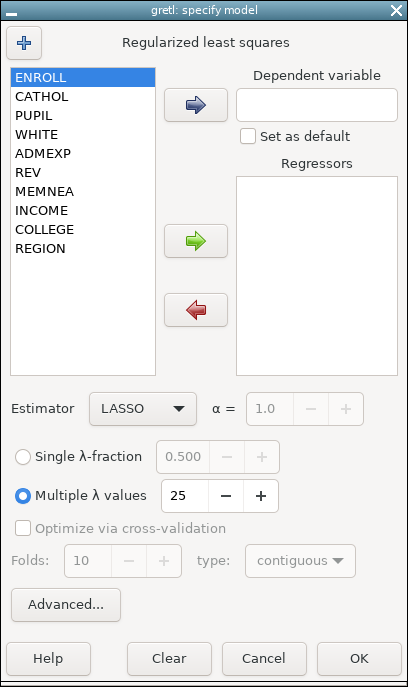 gretl: specify model
Regularized least squares
ENROLL
CATHOL
PUPIL
WHITE
ADMEXP
REV
MEMNEA
INCOME
COLLEGE
REGION
Dependent variable
Set as default
Regressors
Estimator LASSO α = 1.0
Single λ-fraction 0.500
Multiple λ values 25
Optimize via cross-validation
Folds: 10 type: contiguous
Advanced...
Help Clear Cancel OK